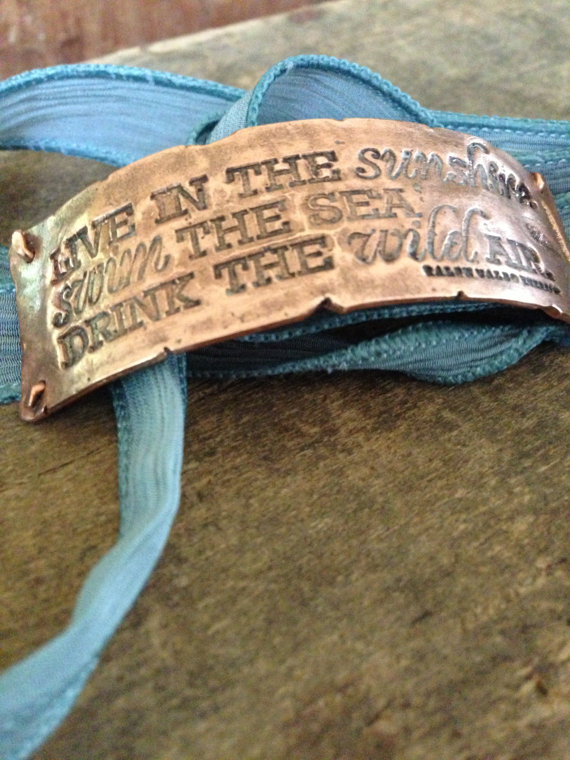 LIVE IN THE sunshine.
swim THE SEA.
DRINK THE wild AIR.
RALPH WALDO EMERSON